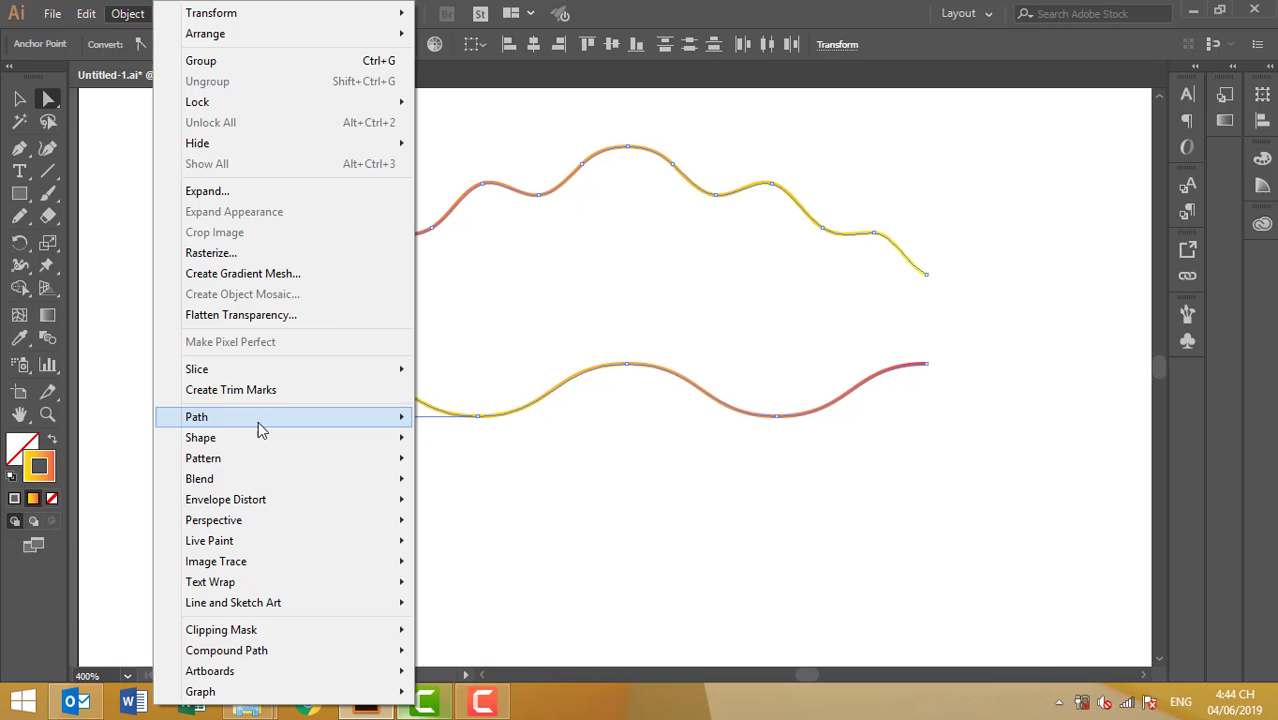 Ai File Edit Object Br St Layout Search Adobe Stock
Anchor Point Convert: Transform
Untitled-1.ai* @
Transform
Arrange
Group Ctrl+G
Ungroup Shift+Ctrl+G
Lock
Unlock All Alt+Ctrl+2
Hide
Show All Alt+Ctrl+3
Expand...
Expand Appearance
Crop Image
Rasterize...
Create Gradient Mesh...
Create Object Mosaic...
Flatten Transparency...
Make Pixel Perfect
Slice
Create Trim Marks
Path
Shape
Pattern
Blend
Envelope Distort
Perspective
Live Paint
Image Trace
Text Wrap
Line and Sketch Art
Clipping Mask
Compound Path
Artboards
Graph
400%
ENG
4:44 CH
04/06/2019